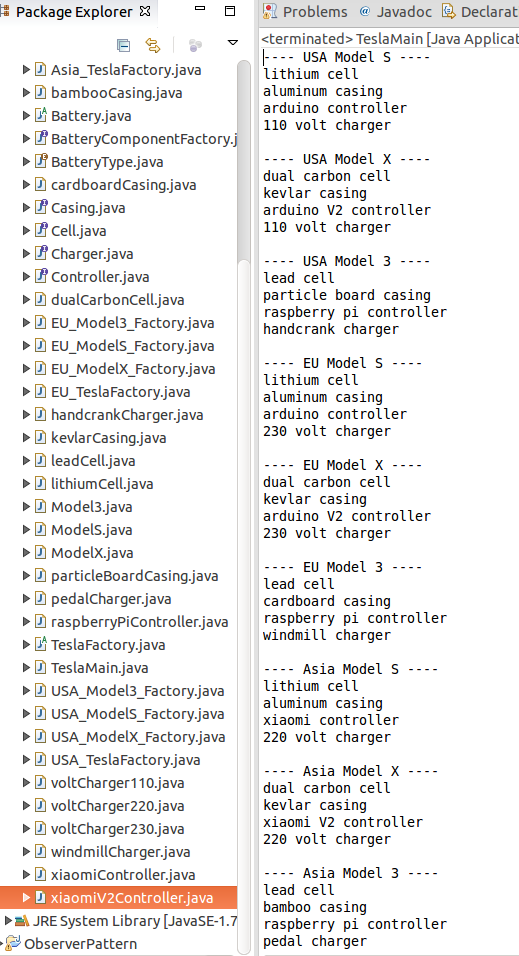 Package Explorer
Asia_TeslaFactory.java
bambooCasing.java
Battery.java
BatteryComponentFactory.j
BatteryType.java
cardboardCasing.java
Casing.java
Cell.java
Charger.java
Controller.java
dualCarbonCell.java
EU_Model3_Factory.java
EU_ModelS_Factory.java
EU_ModelX_Factory.java
EU_TeslaFactory.java
handcrankCharger.java
kevlarCasing.java
leadCell.java
lithiumCell.java
Model3.java
ModelS.java
ModelX.java
particleBoardCasing.java
pedalCharger.java
raspberryPiController.java
TeslaFactory.java
TeslaMain.java
USA_Model3_Factory.java
USA_ModelS_Factory.java
USA_ModelX_Factory.java
USA_TeslaFactory.java
voltCharger110.java
voltCharger220.java
voltCharger230.java
windmillCharger.java
xiaomiController.java
xiaomiV2Controller.java
JRE System Library [JavaSE-1.7
ObserverPattern
Problems @ Javadoc Declarat
<terminated> TeslaMain [Java Applicat
---- USA Model S ----
lithium cell
aluminum casing
arduino controller
110 volt charger
---- USA Model X ----
dual carbon cell
kevlar casing
arduino V2 controller
110 volt charger
---- USA Model 3 ----
lead cell
particle board casing
raspberry pi controller
handcrank charger
---- EU Model S ----
lithium cell
aluminum casing
arduino controller
230 volt charger
---- EU Model X ----
dual carbon cell
kevlar casing
arduino V2 controller
230 volt charger
---- EU Model 3 ----
lead cell
cardboard casing
raspberry pi controller
windmill charger
---- Asia Model S ----
lithium cell
aluminum casing
xiaomi controller
220 volt charger
---- Asia Model X ----
dual carbon cell
kevlar casing
xiaomi V2 controller
220 volt charger
---- Asia Model 3 ----
lead cell
bamboo casing
raspberry pi controller
pedal charger